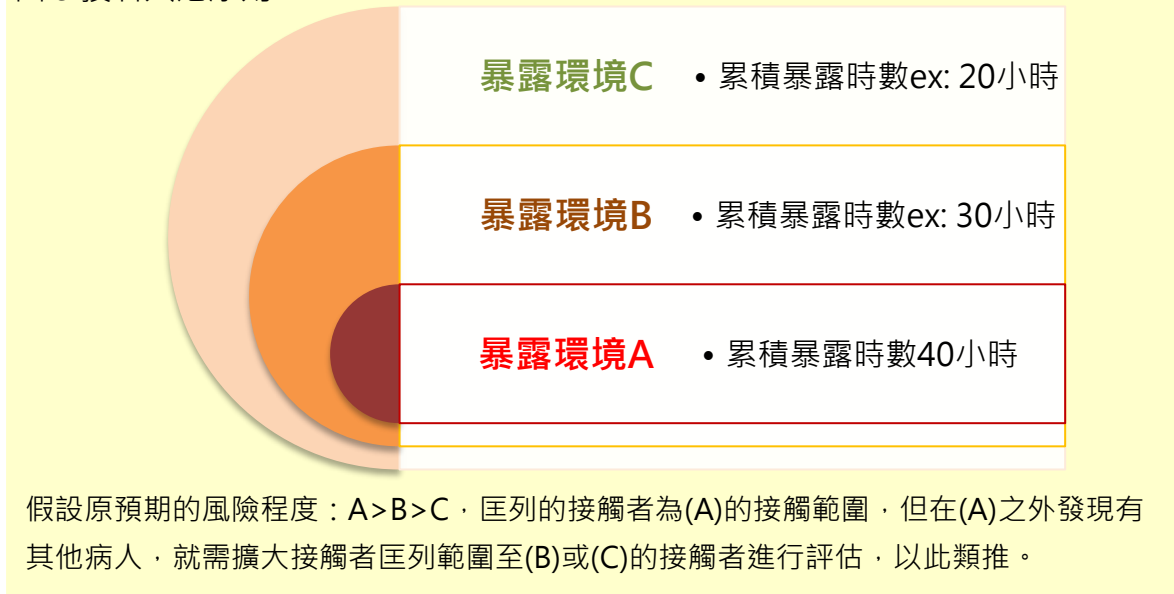 暴露環境C • 累積暴露時數ex: 20小時
暴露環境B • 累積暴露時數ex: 30小時
暴露環境A • 累積暴露時數40小時
假設原預期的風險程度：A>B>C，匡列的接觸者為(A)的接觸範圍，但在(A)之外發現有
其他病人，就需擴大接觸者匡列範圍至(B)或(C)的接觸者進行評估，以此類推。